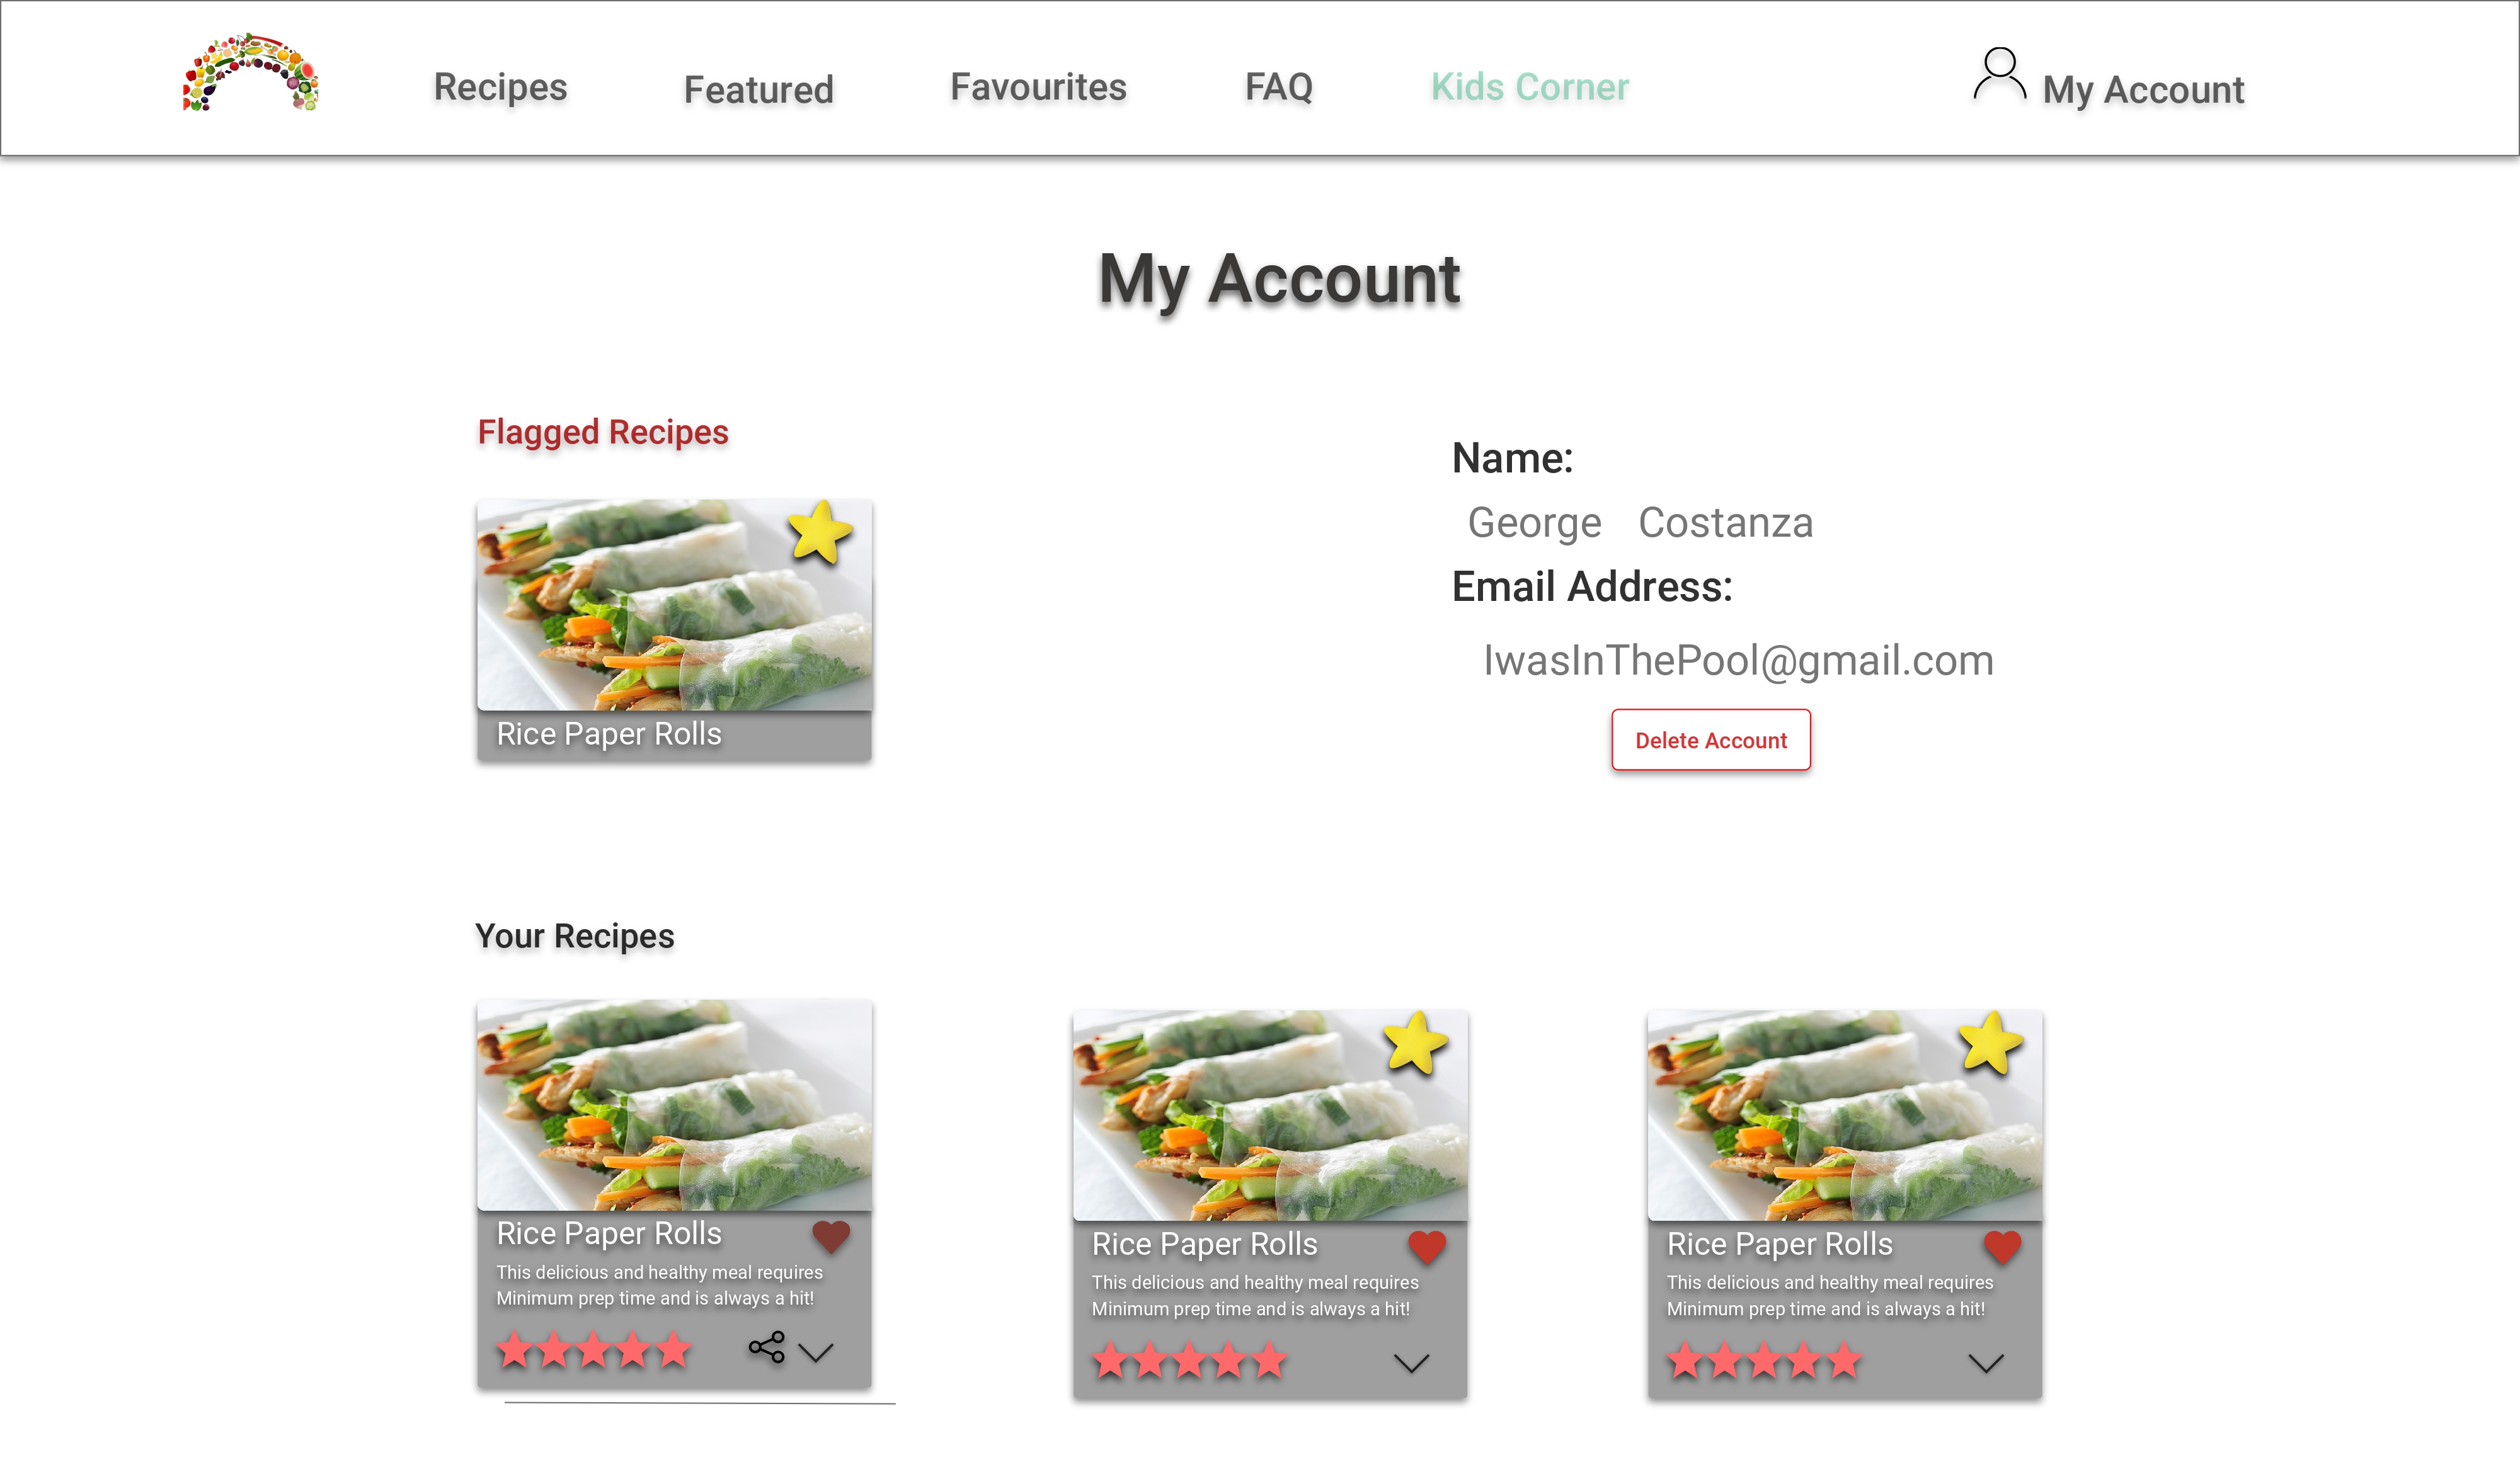 Recipes Featured Favourites FAQ Kids Corner My Account
My Account
Flagged Recipes
Rice Paper Rolls
Name:
George Costanza
Email Address:
IwasInThePool@gmail.com
Delete Account
Your Recipes
Rice Paper Rolls
This delicious and healthy meal requires
Minimum prep time and is always a hit!
Rice Paper Rolls
This delicious and healthy meal requires
Minimum prep time and is always a hit!
Rice Paper Rolls
This delicious and healthy meal requires
Minimum prep time and is always a hit!